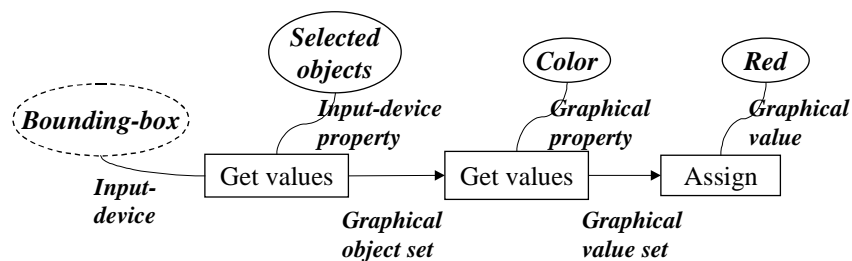 Selected
objects
Color
Red
Bounding-box
Input-device
property
Graphical
property
Graphical
value
Get values
Get values
Assign
Input-
device
Graphical
object set
Graphical
value set